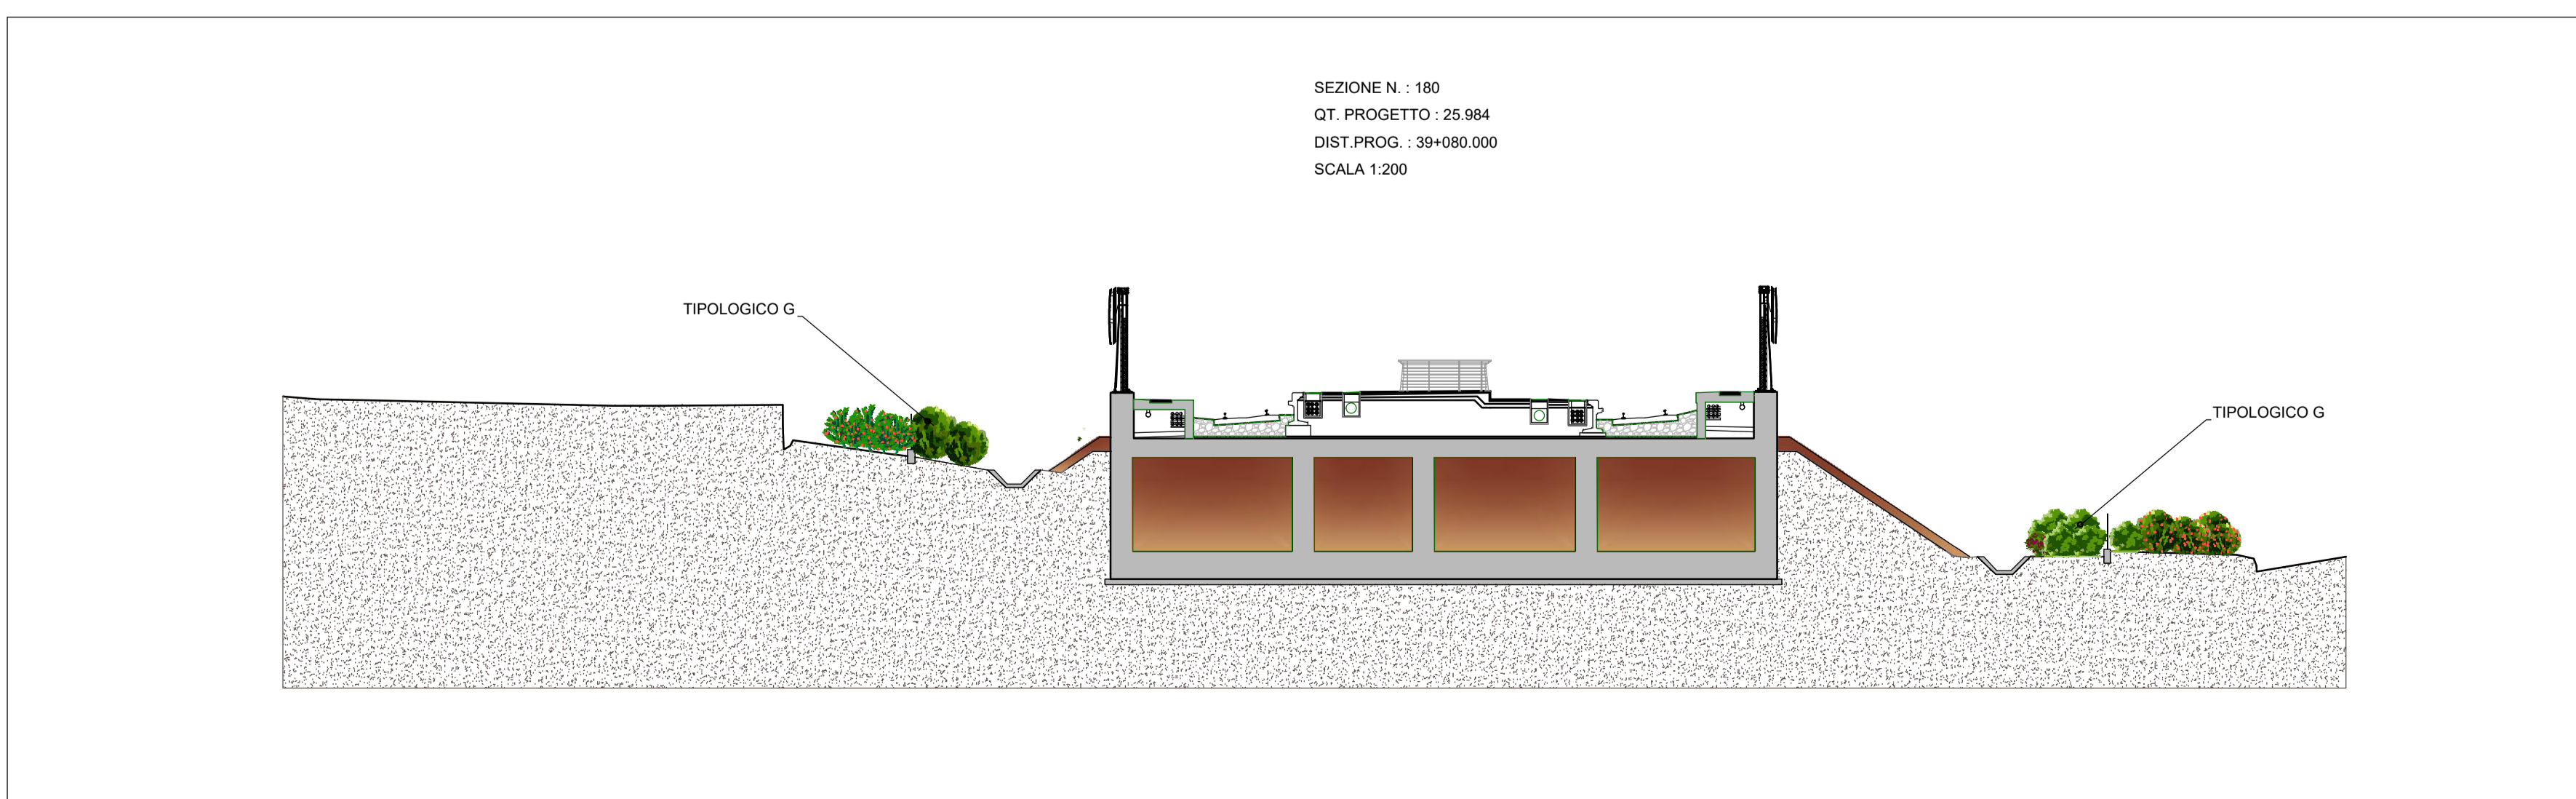 SEZIONE N. : 180
QT. PROGETTO : 25.984
DIST.PROG. : 39+080.000
SCALA 1:200
TIPOLOGICO G
TIPOLOGICO G